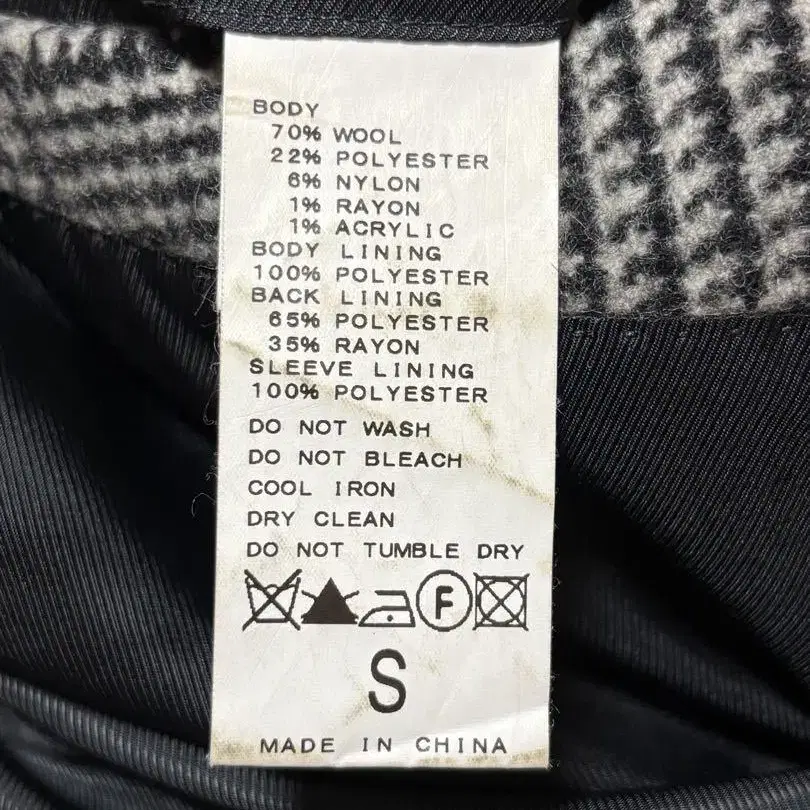 BODY
70% WOOL
22% POLYESTER
6% NYLON
1% RAYON
1% ACRYLIC
BODY LINING
100% POLYESTER
BACK LINING
65% POLYESTER
35% RAYON
SLEEVE LINING
100% POLYESTER
DO NOT WASH
DO NOT BLEACH
COOL IRON
DRY CLEAN
DO NOT TUMBLE DRY
F
S
MADE IN CHINA